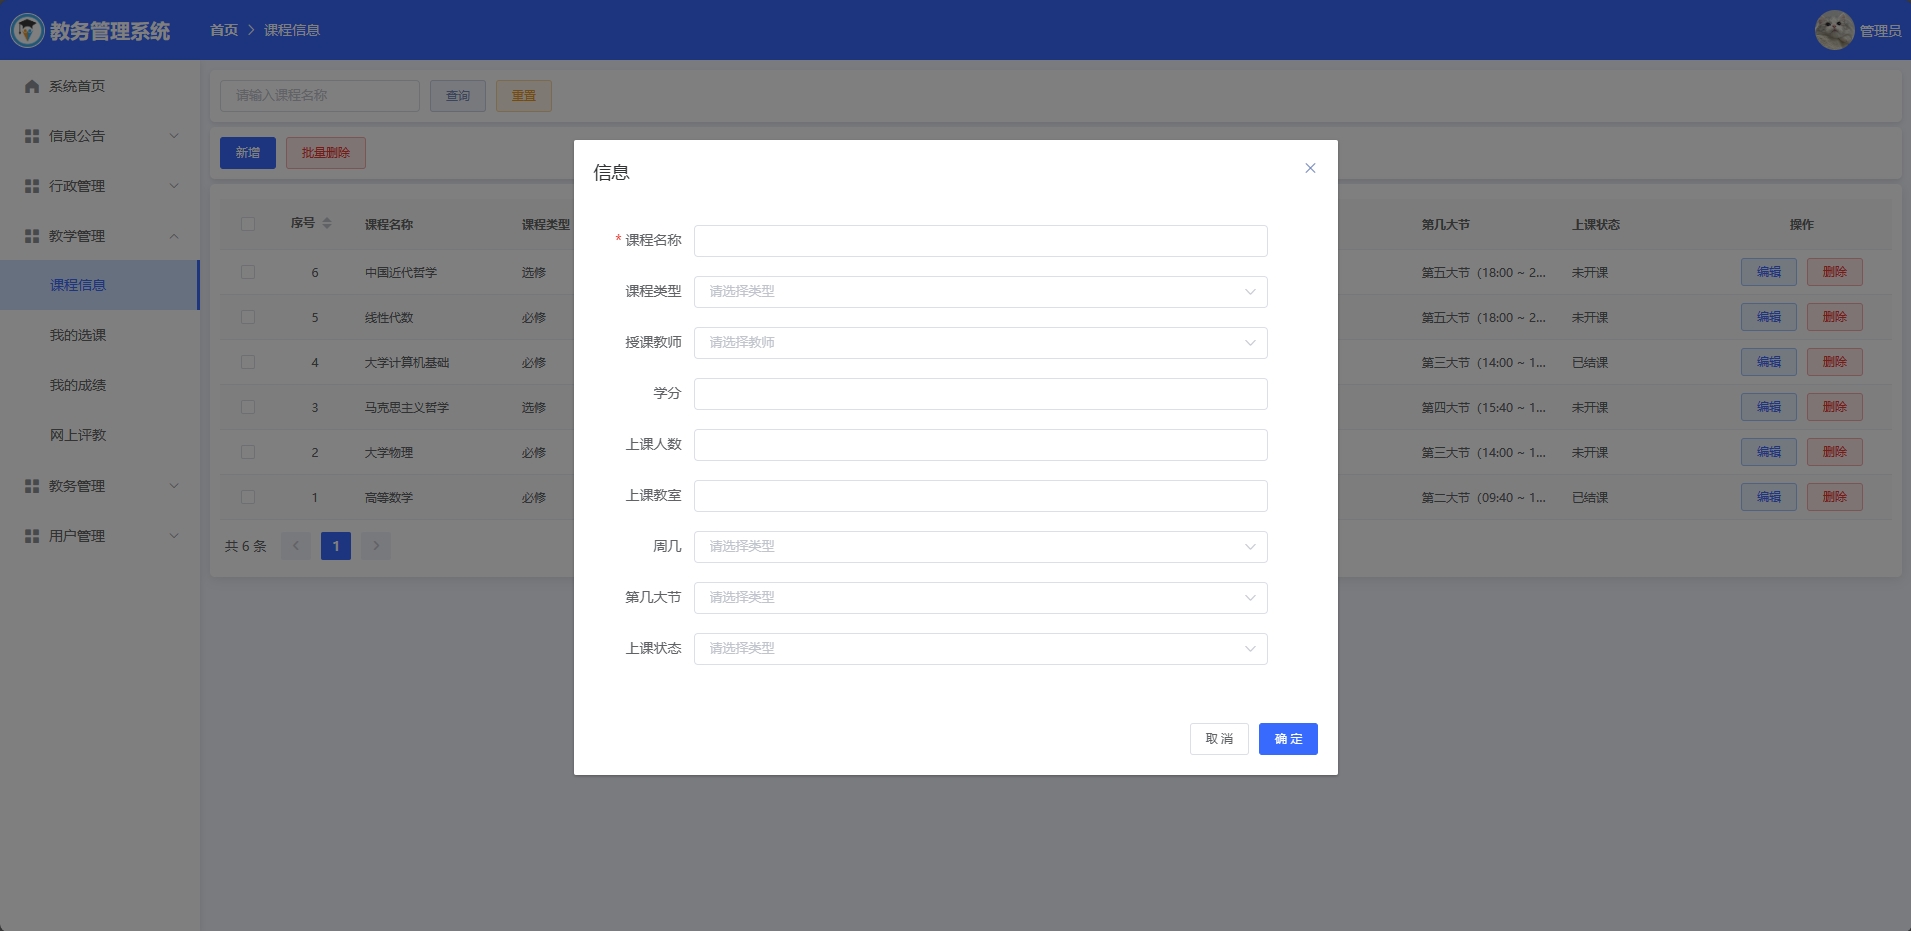 教务管理系统
首页 > 课程信息
管理员
系统首页
信息公告
行政管理
教学管理
课程信息
我的选课
我的成绩
网上评教
教务管理
用户管理
请输入课程名称 查询 重置
新增 批量删除
序号 课程名称 课程类型 第几大节 上课状态 操作
6 中国近代哲学 选修 第五大节（18:00 ~ 2... 未开课 编辑 删除
5 线性代数 必修 第五大节（18:00 ~ 2... 未开课 编辑 删除
4 大学计算机基础 必修 第三大节（14:00 ~ 1... 已结课 编辑 删除
3 马克思主义哲学 选修 第四大节（15:40 ~ 1... 未开课 编辑 删除
2 大学物理 必修 第三大节（14:00 ~ 1... 未开课 编辑 删除
1 高等数学 必修 第二大节（09:40 ~ 1... 已结课 编辑 删除
共 6 条 < 1 >
信息
* 课程名称
课程类型 请选择类型
授课教师 请选择教师
学分
上课人数
上课教室
周几 请选择类型
第几大节 请选择类型
上课状态 请选择类型
取 消 确 定